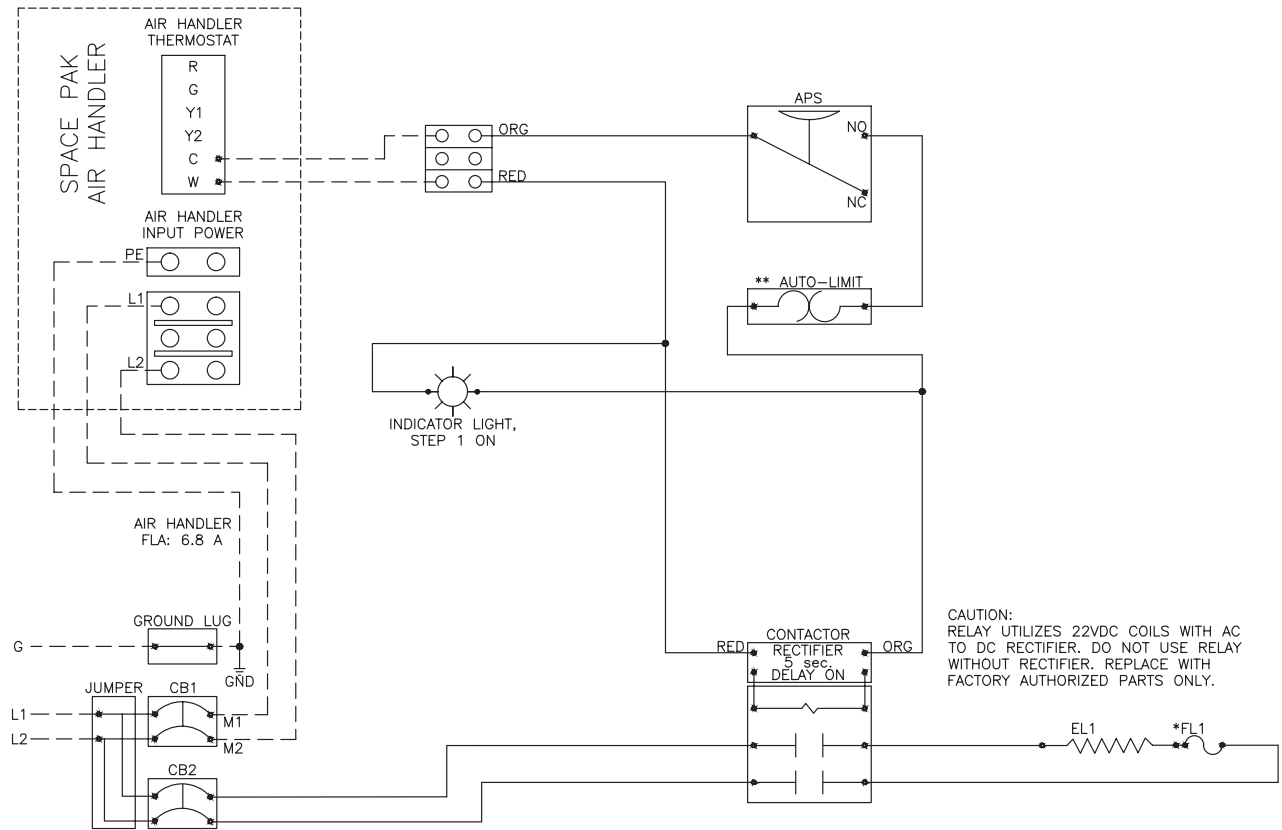 SPACE PAK
AIR HANDLER
AIR HANDLER
THERMOSTAT
R
G
Y1
Y2
C
W
AIR HANDLER
INPUT POWER
PE
L1
L2
ORG
RED
APS
NO
NC
** AUTO-LIMIT
INDICATOR LIGHT,
STEP 1 ON
AIR HANDLER
FLA: 6.8 A
GROUND LUG
G
GND
JUMPER
CB1
L1
L2
M1
M2
CB2
CONTACTOR
RED
RECTIFIER
5 sec.
DELAY ON
ORG
CAUTION:
RELAY UTILIZES 22VDC COILS WITH AC
TO DC RECTIFIER. DO NOT USE RELAY
WITHOUT RECTIFIER. REPLACE WITH
FACTORY AUTHORIZED PARTS ONLY.
EL1
*FL1